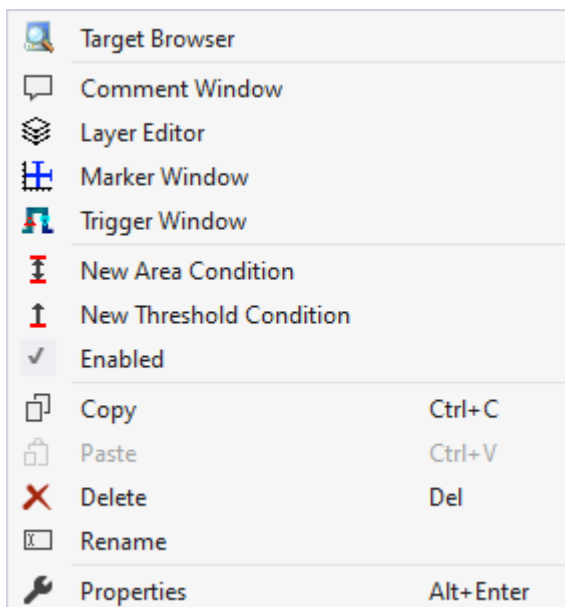 Target Browser
Comment Window
Layer Editor
Marker Window
Trigger Window
New Area Condition
New Threshold Condition
Enabled
Copy Ctrl+C
Paste Ctrl+V
Delete Del
Rename
Properties Alt+Enter